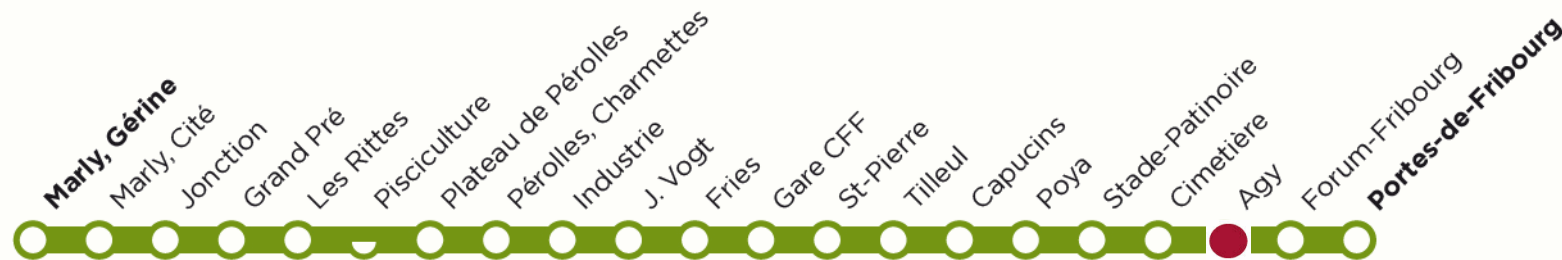 Marly, Gérine
Marly, Cité
Jonction
Grand Pré
Les Rittes
Pisciculture
Plateau de Pérolles
Pérolles, Charmettes
Industrie
J. Vogt
Fries
Gare CFF
St-Pierre
Tilleul
Capucins
Poya
Stade-Patinoire
Cimetière
Agy
Forum-Fribourg
Portes-de-Fribourg